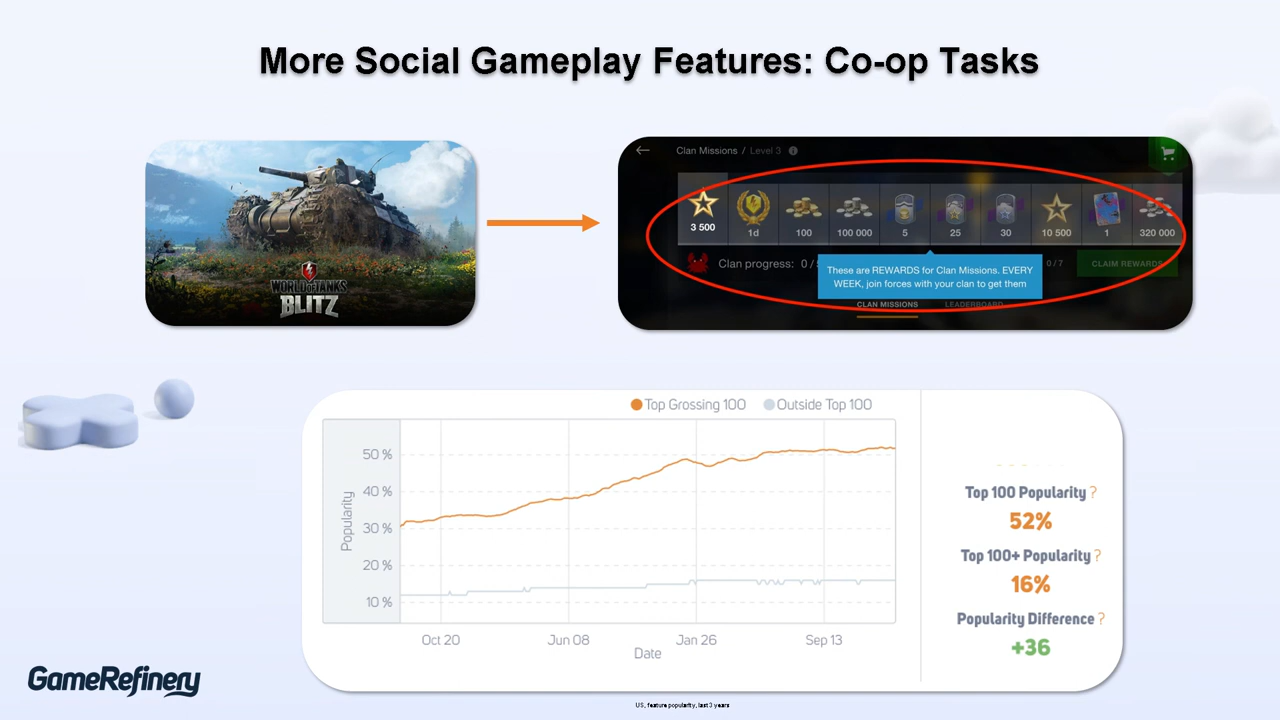 More Social Gameplay Features: Co-op Tasks
WORLD OF TANKS
BLITZ
Clan Missions / Level 3
3 500
1d
100
100 000
5
25
30
10 500
1
320 000
Clan progress: 0 /
These are REWARDS for Clan Missions. EVERY
WEEK, join forces with your clan to get them
0 / 7
CLAIM REWARDS
CLAN MISSIONS
LEADERBOARD
Top Grossing 100
Outside Top 100
Popularity
50 %
40 %
30 %
20 %
10 %
Oct 20
Jun 08
Jan 26
Sep 13
Date
Top 100 Popularity ?
52%
Top 100+ Popularity ?
16%
Popularity Difference ?
+36
GameRefinery
US, feature popularity, last 3 years